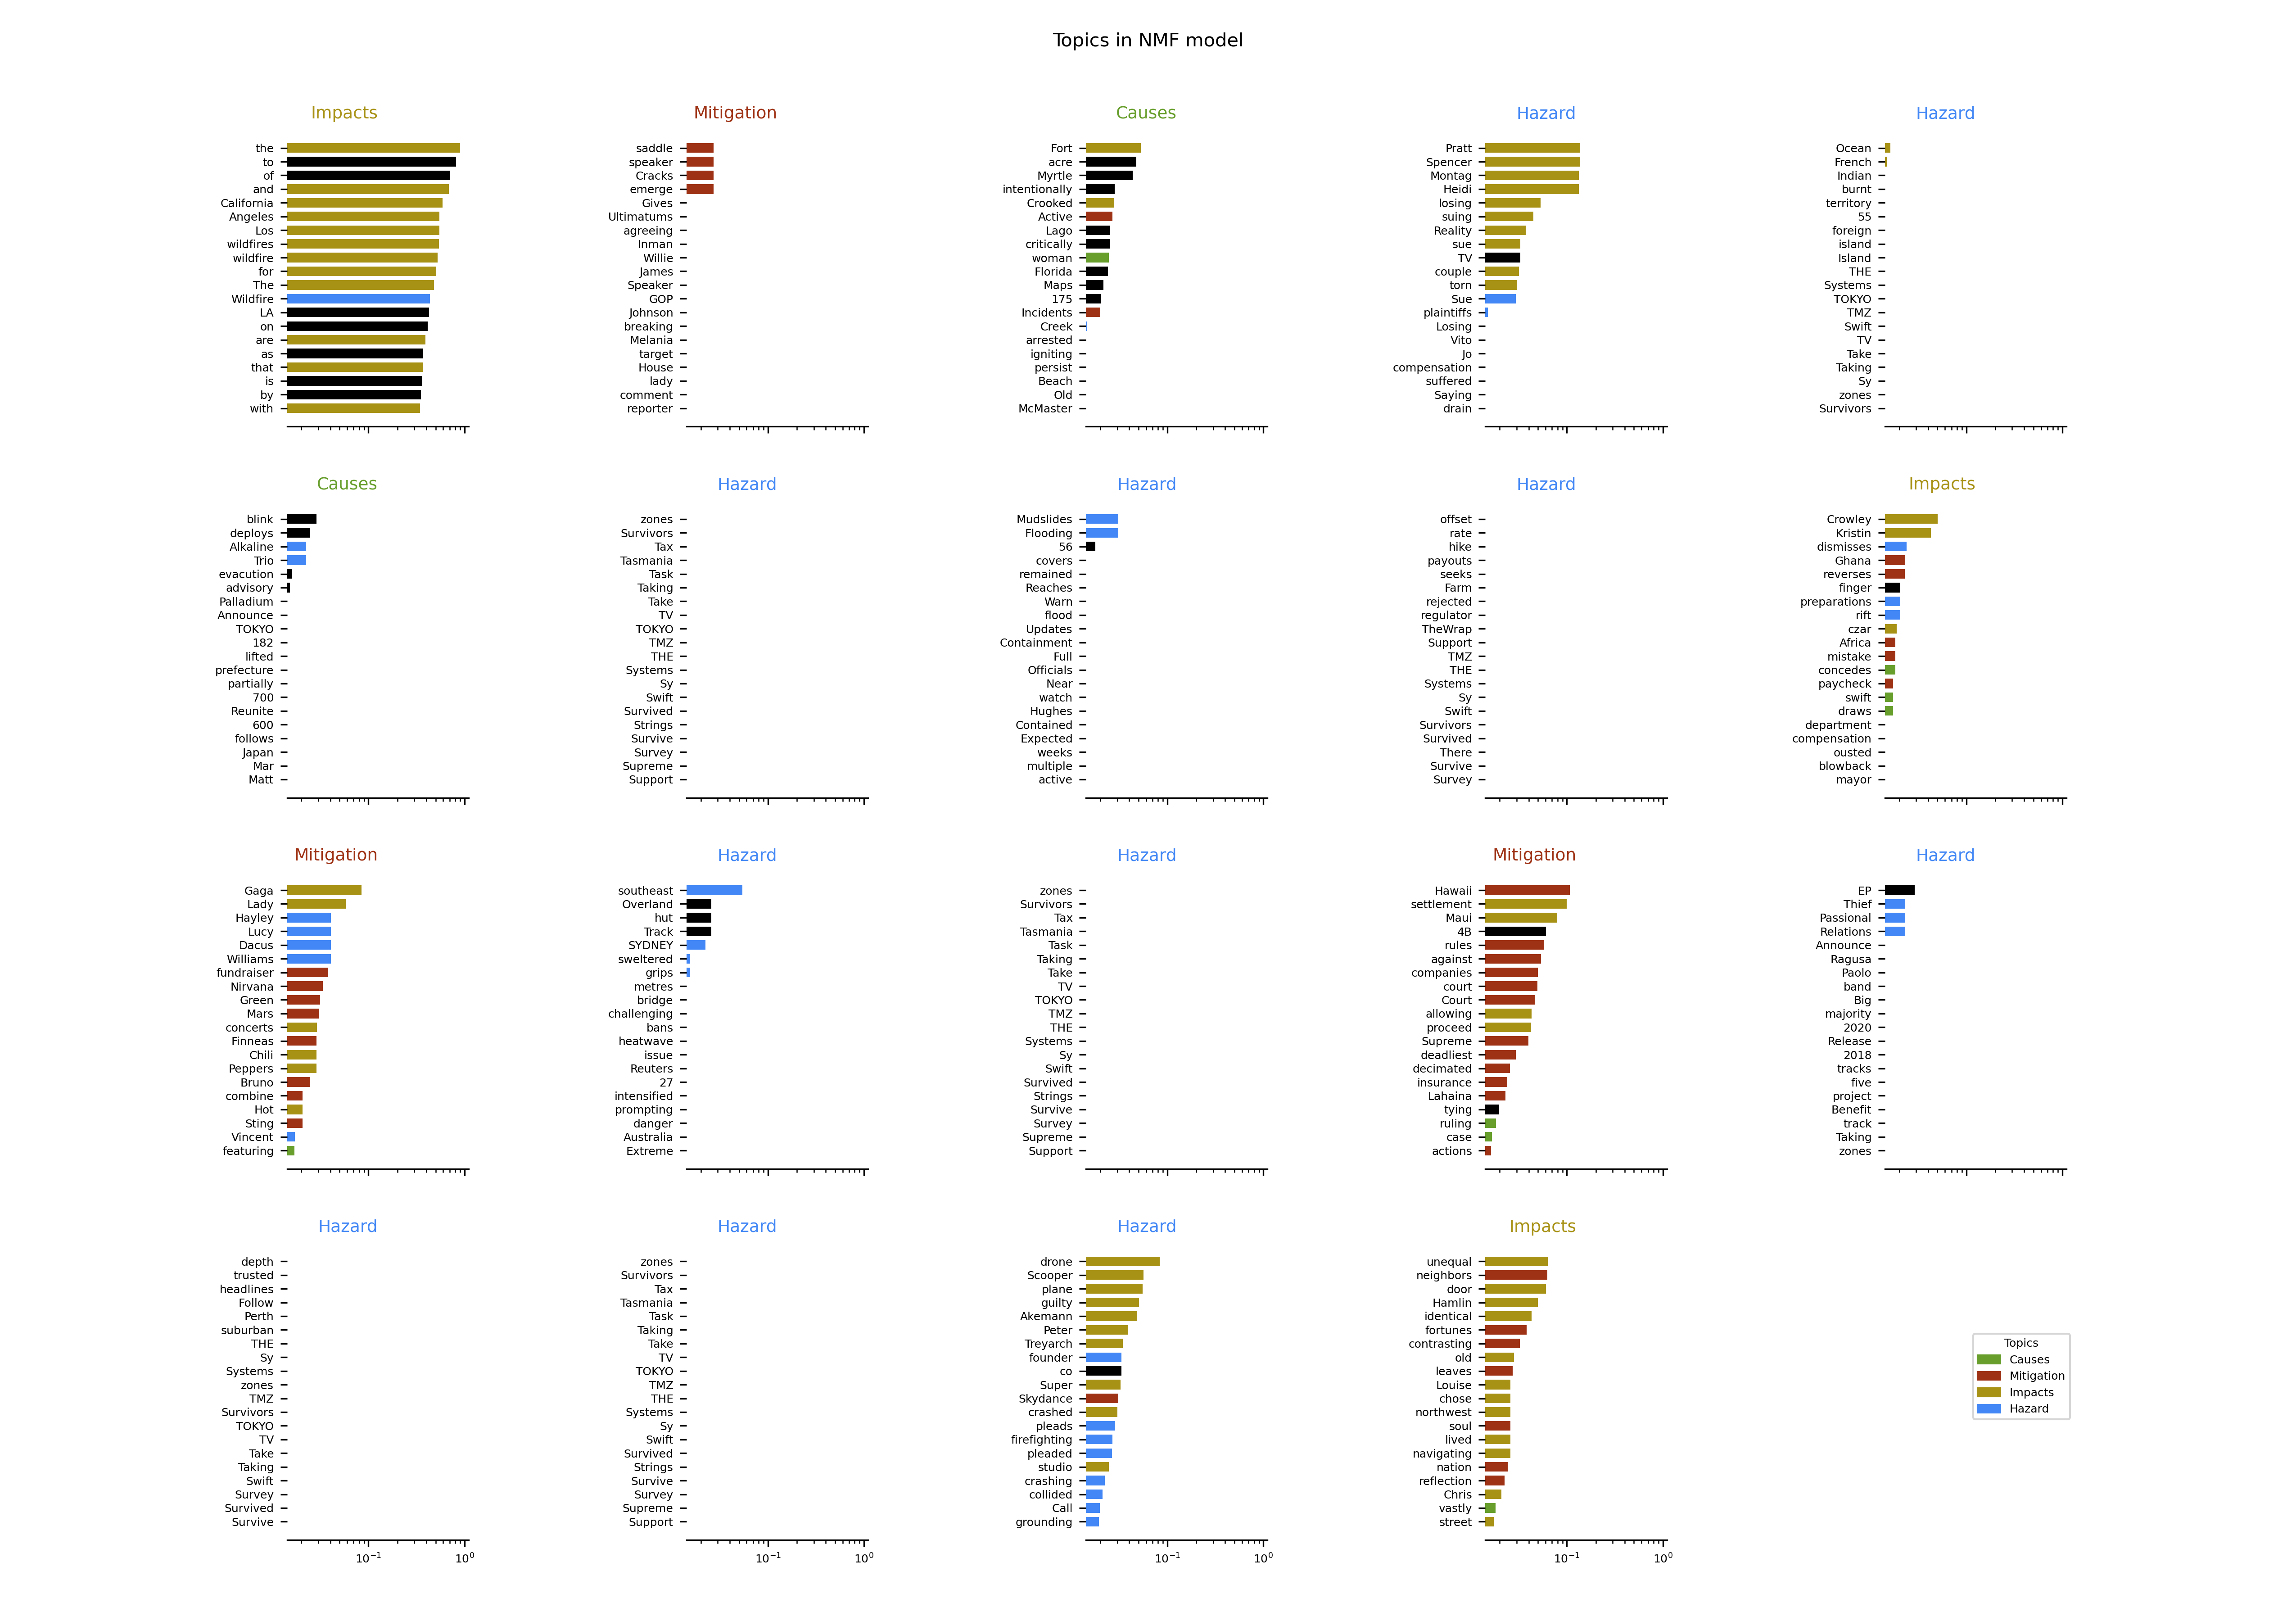 Topics in NMF model
Impacts
the
to
of
and
California
Angeles
Los
wildfires
wildfire
for
The
Wildfire
LA
on
are
as
that
is
by
with
Mitigation
saddle
speaker
Cracks
emerge
Gives
Ultimatums
agreeing
Inman
Willie
James
Speaker
GOP
Johnson
breaking
Melania
target
House
lady
comment
reporter
Causes
Fort
acre
Myrtle
intentionally
Crooked
Active
Lago
critically
woman
Florida
Maps
175
Incidents
Creek
arrested
igniting
persist
Beach
Old
McMaster
Hazard
Pratt
Spencer
Montag
Heidi
losing
suing
Reality
sue
TV
couple
torn
Sue
plaintiffs
Losing
Vito
Jo
compensation
suffered
Saying
drain
Hazard
Ocean
French
Indian
burnt
territory
55
foreign
island
Island
THE
Systems
TOKYO
TMZ
Swift
TV
Take
Taking
Sy
zones
Survivors
Causes
blink
deploys
Alkaline
Trio
evacution
advisory
Palladium
Announce
TOKYO
182
lifted
prefecture
partially
700
Reunite
600
follows
Japan
Mar
Matt
Hazard
zones
Survivors
Tax
Tasmania
Task
Taking
Take
TV
TOKYO
TMZ
THE
Systems
Sy
Swift
Survived
Strings
Survive
Survey
Supreme
Support
Hazard
Mudslides
Flooding
56
covers
remained
Reaches
Warn
flood
Updates
Containment
Full
Officials
Near
watch
Hughes
Contained
Expected
weeks
multiple
active
Hazard
offset
rate
hike
payouts
seeks
Farm
rejected
regulator
TheWrap
Support
TMZ
THE
Systems
Sy
Swift
Survivors
Survived
There
Survive
Survey
Impacts
Crowley
Kristin
dismisses
Ghana
reverses
finger
preparations
rift
czar
Africa
mistake
concedes
paycheck
swift
draws
department
compensation
ousted
blowback
mayor
Mitigation
Gaga
Lady
Hayley
Lucy
Dacus
Williams
fundraiser
Nirvana
Green
Mars
concerts
Finneas
Chili
Peppers
Bruno
combine
Hot
Sting
Vincent
featuring
Hazard
southeast
Overland
hut
Track
SYDNEY
sweltered
grips
metres
bridge
challenging
bans
heatwave
issue
Reuters
27
intensified
prompting
danger
Australia
Extreme
Hazard
zones
Survivors
Tax
Tasmania
Task
Taking
Take
TV
TOKYO
TMZ
THE
Systems
Sy
Swift
Survived
Strings
Survive
Survey
Supreme
Support
Mitigation
Hawaii
settlement
Maui
4B
rules
against
companies
court
Court
allowing
proceed
Supreme
deadliest
decimated
insurance
Lahaina
tying
ruling
case
actions
Hazard
EP
Thief
Passional
Relations
Announce
Ragusa
Paolo
band
Big
majority
2020
Release
2018
tracks
five
project
Benefit
track
Taking
zones
Hazard
depth
trusted
headlines
Follow
Perth
suburban
THE
Sy
Systems
zones
TMZ
Survivors
TOKYO
TV
Take
Taking
Swift
Survey
Survived
Survive
10⁻¹ 10⁰
Hazard
zones
Survivors
Tax
Tasmania
Task
Taking
Take
TV
TOKYO
TMZ
THE
Systems
Sy
Swift
Survived
Strings
Survive
Survey
Supreme
Support
10⁻¹ 10⁰
Hazard
drone
Scooper
plane
guilty
Akemann
Peter
Treyarch
founder
co
Super
Skydance
crashed
pleads
firefighting
pleaded
studio
crashing
collided
Call
grounding
10⁻¹ 10⁰
Impacts
unequal
neighbors
door
Hamlin
identical
fortunes
contrasting
old
leaves
Louise
chose
northwest
soul
lived
navigating
nation
reflection
Chris
vastly
street
10⁻¹ 10⁰
Topics
Causes
Mitigation
Impacts
Hazard